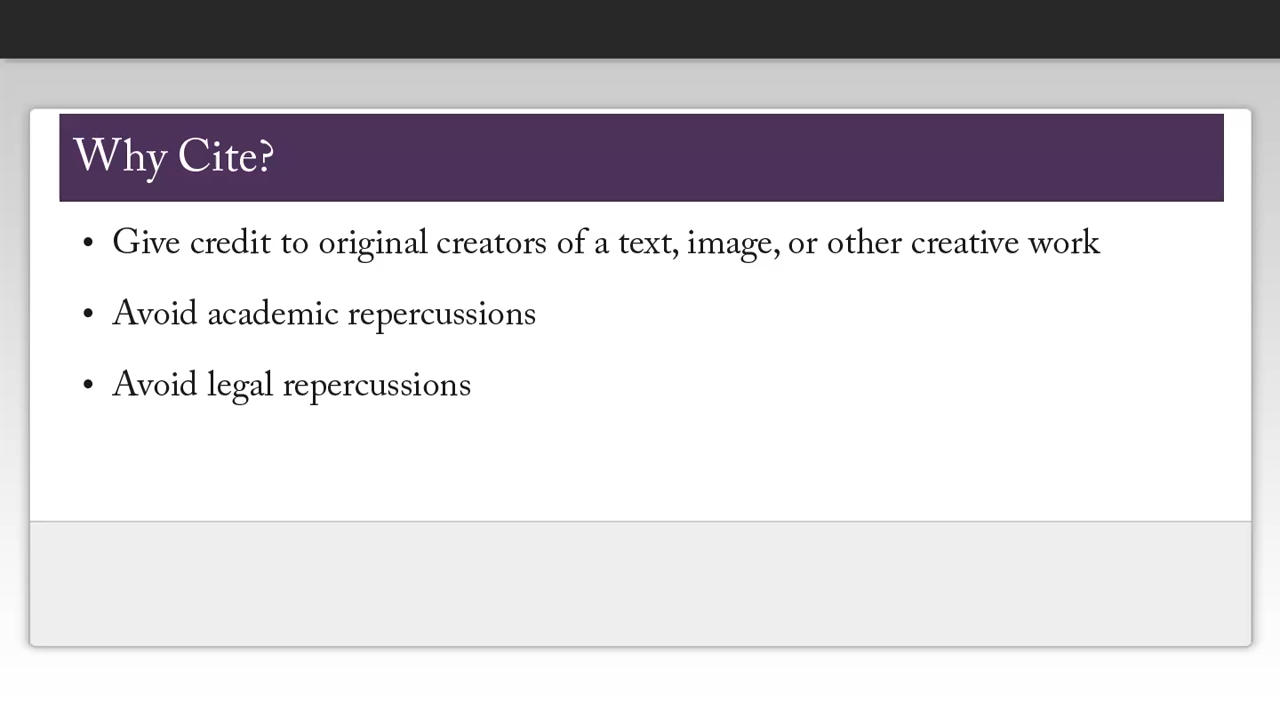 Why Cite?
• Give credit to original creators of a text, image, or other creative work
• Avoid academic repercussions
• Avoid legal repercussions